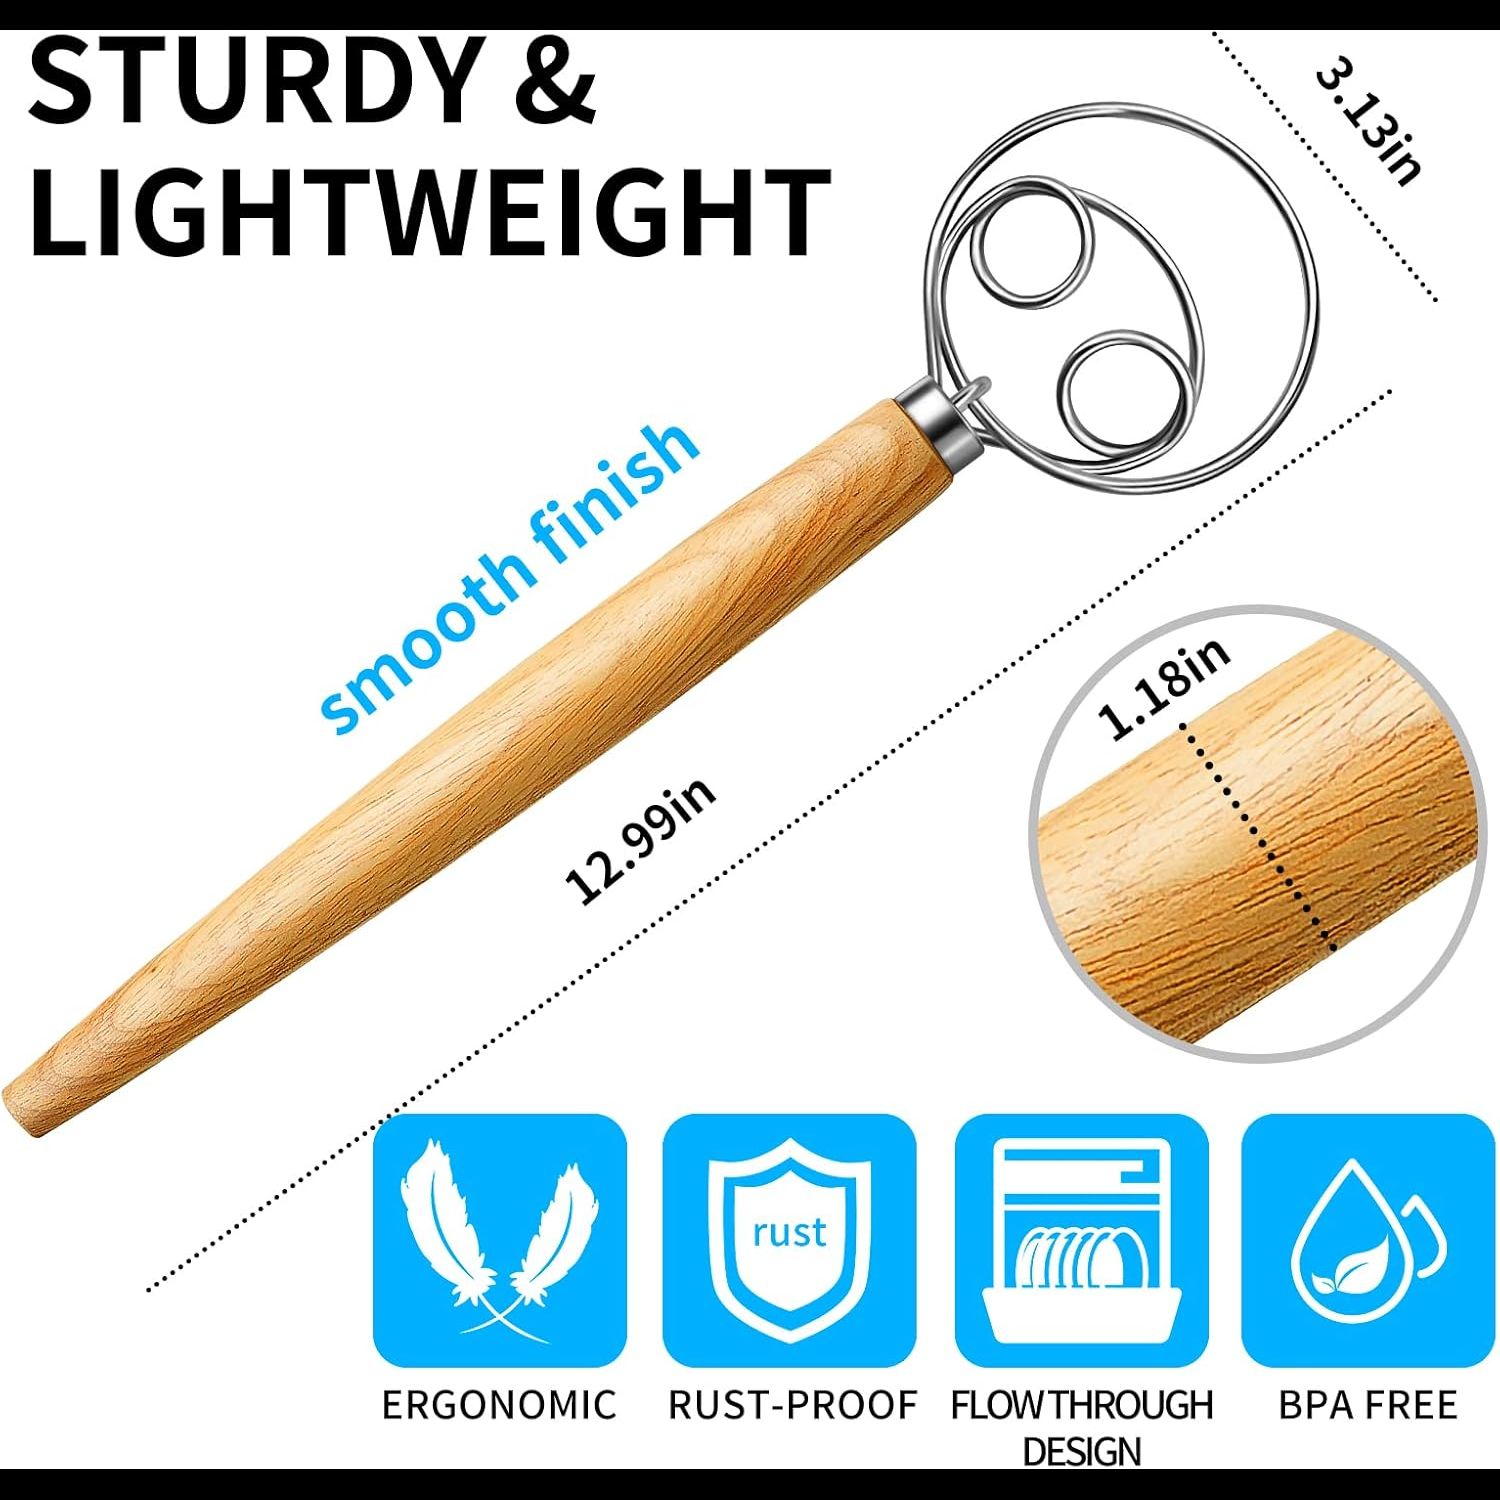 STURDY &
LIGHTWEIGHT
3.13in
smooth finish
12.99in
1.18in
rust
ERGONOMIC
RUST-PROOF
FLOWTHROUGH
DESIGN
BPA FREE